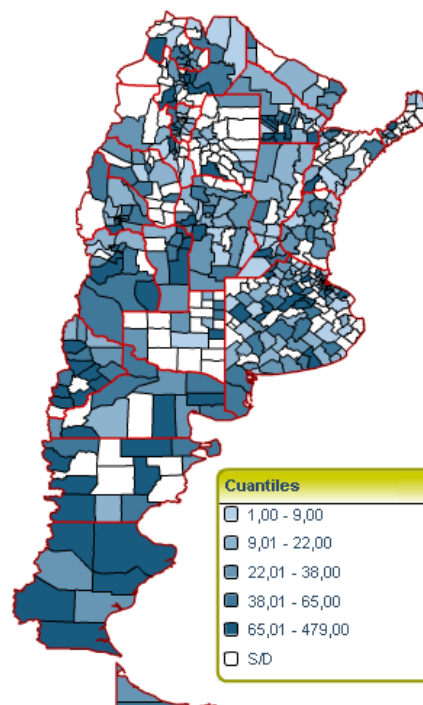 Cuantiles
1,00 - 9,00
9,01 - 22,00
22,01 - 38,00
38,01 - 65,00
65,01 - 479,00
S/D